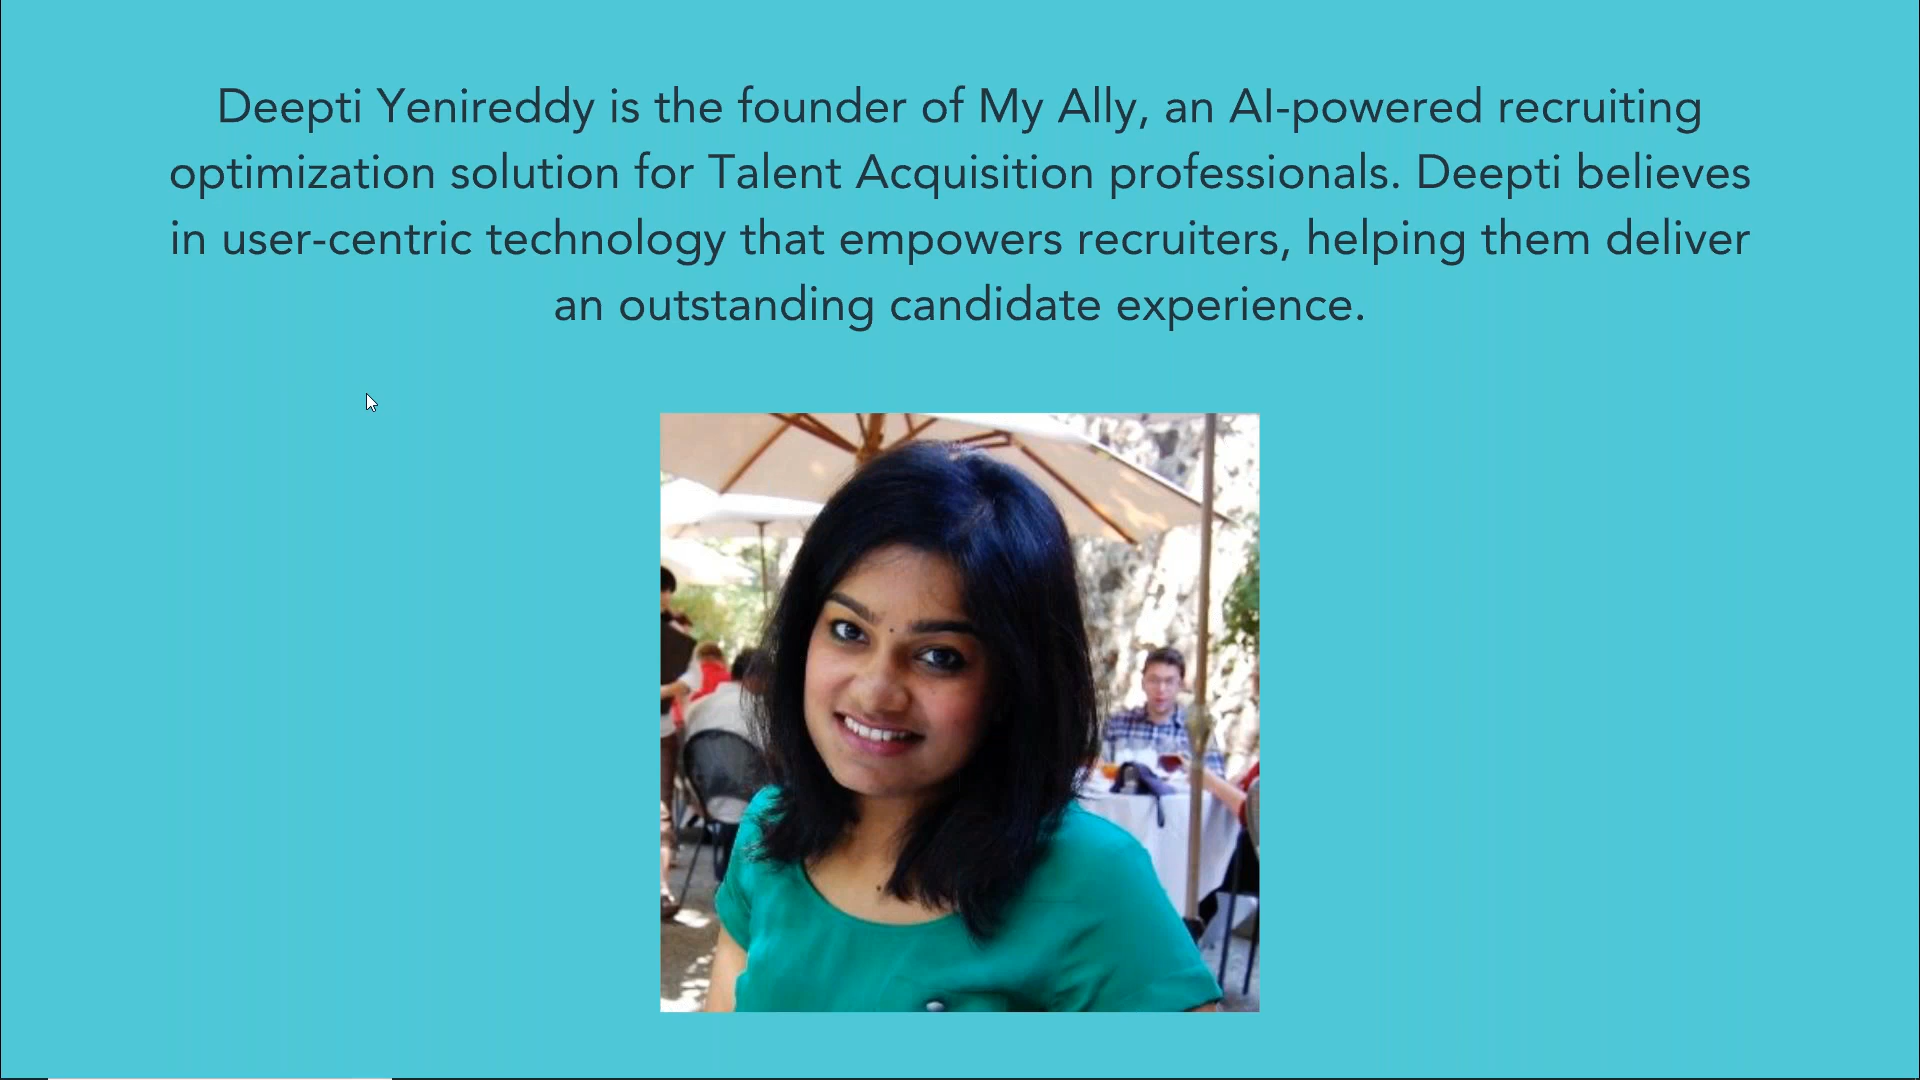 Deepti Yenireddy is the founder of My Ally, an AI-powered recruiting
optimization solution for Talent Acquisition professionals. Deepti believes
in user-centric technology that empowers recruiters, helping them deliver
an outstanding candidate experience.